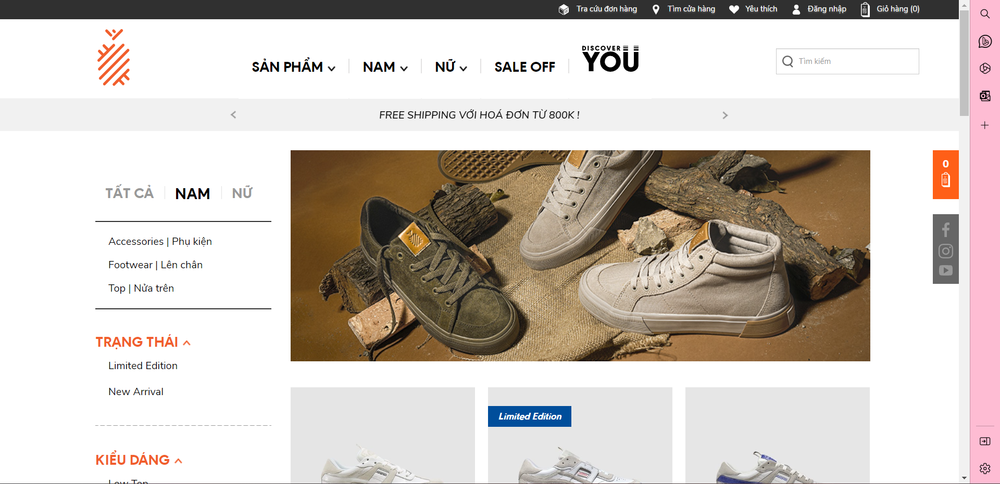 Tra cứu đơn hàng
Tìm cửa hàng
Yêu thích
Đăng nhập
Giỏ hàng (0)
SẢN PHẨM
NAM
NỮ
SALE OFF
DISCOVER
YOU
Tìm kiếm
FREE SHIPPING VỚI HOÁ ĐƠN TỪ 800K !
0
TẤT CẢ
NAM
NỮ
Accessories | Phụ kiện
Footwear | Lên chân
Top | Nửa trên
TRẠNG THÁI
Limited Edition
New Arrival
Limited Edition
KIỂU DÁNG
Low Top